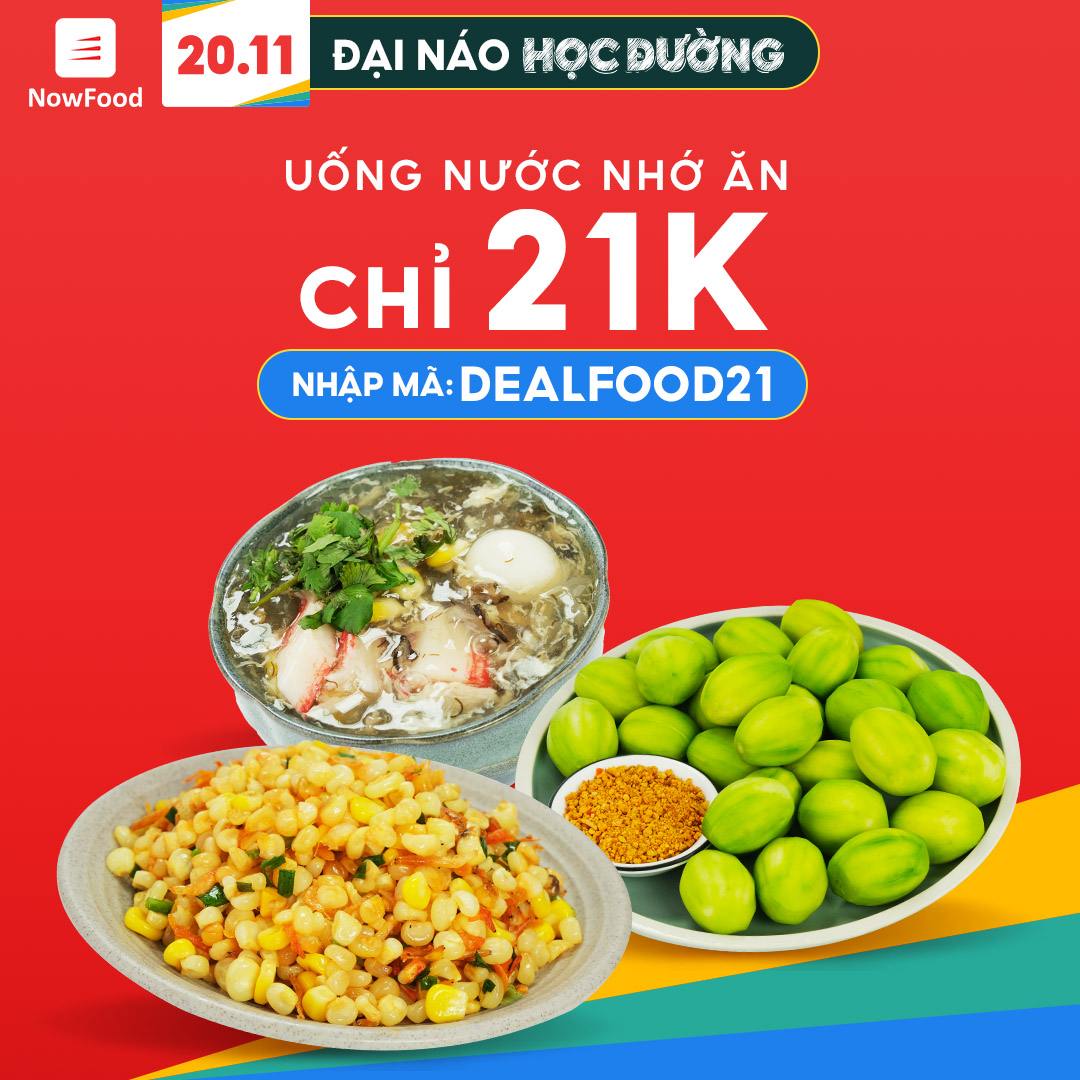 NowFood
20.11
ĐẠI NÁO HỌC ĐƯỜNG
UỐNG NƯỚC NHỚ ĂN
CHỈ 21K
NHẬP MÃ: DEALFOOD21